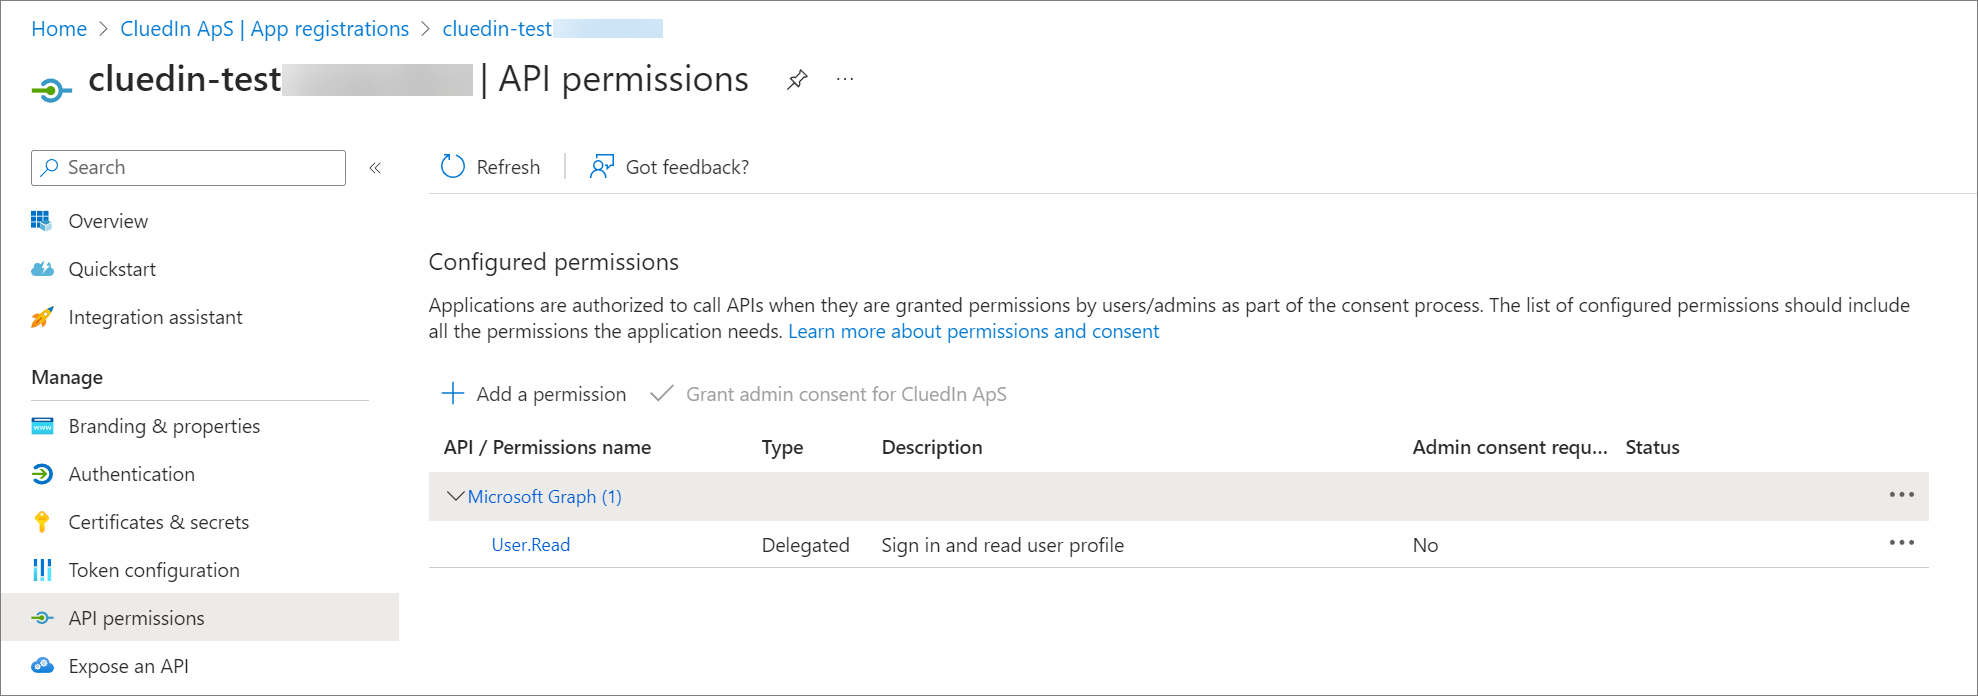 Home > CluedIn ApS | App registrations > cluedin-test
cluedin-test | API permissions ...
Search «
Refresh | Got feedback?
Overview
Quickstart
Integration assistant
Manage
Branding & properties
Authentication
Certificates & secrets
Token configuration
API permissions
Expose an API
Configured permissions
Applications are authorized to call APIs when they are granted permissions by users/admins as part of the consent process. The list of configured permissions should include
all the permissions the application needs. Learn more about permissions and consent
Add a permission Grant admin consent for CluedIn ApS
API / Permissions name Type Description Admin consent requ... Status
Microsoft Graph (1) ...
User.Read Delegated Sign in and read user profile No ...